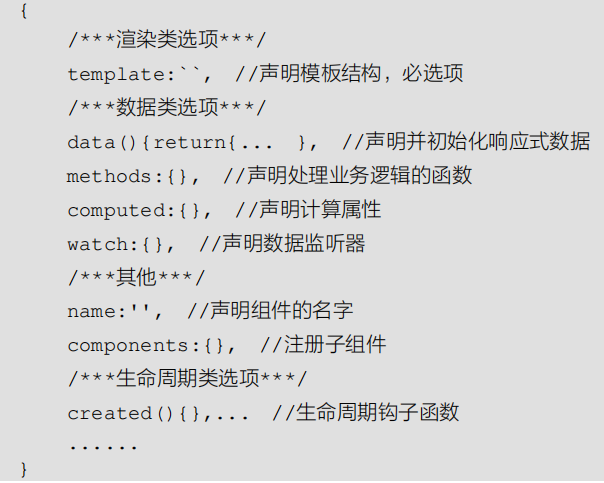 {
/***渲染类选项***/
template:``,  //声明模板结构，必选项
/***数据类选项***/
data(){return{...  },  //声明并初始化响应式数据
methods:{},  //声明处理业务逻辑的函数
computed:{},  //声明计算属性
watch:{},  //声明数据监听器
/***其他***/
name:'',  //声明组件的名字
components:{},  //注册子组件
/***生命周期类选项***/
created(){},...  //生命周期钩子函数
......
}